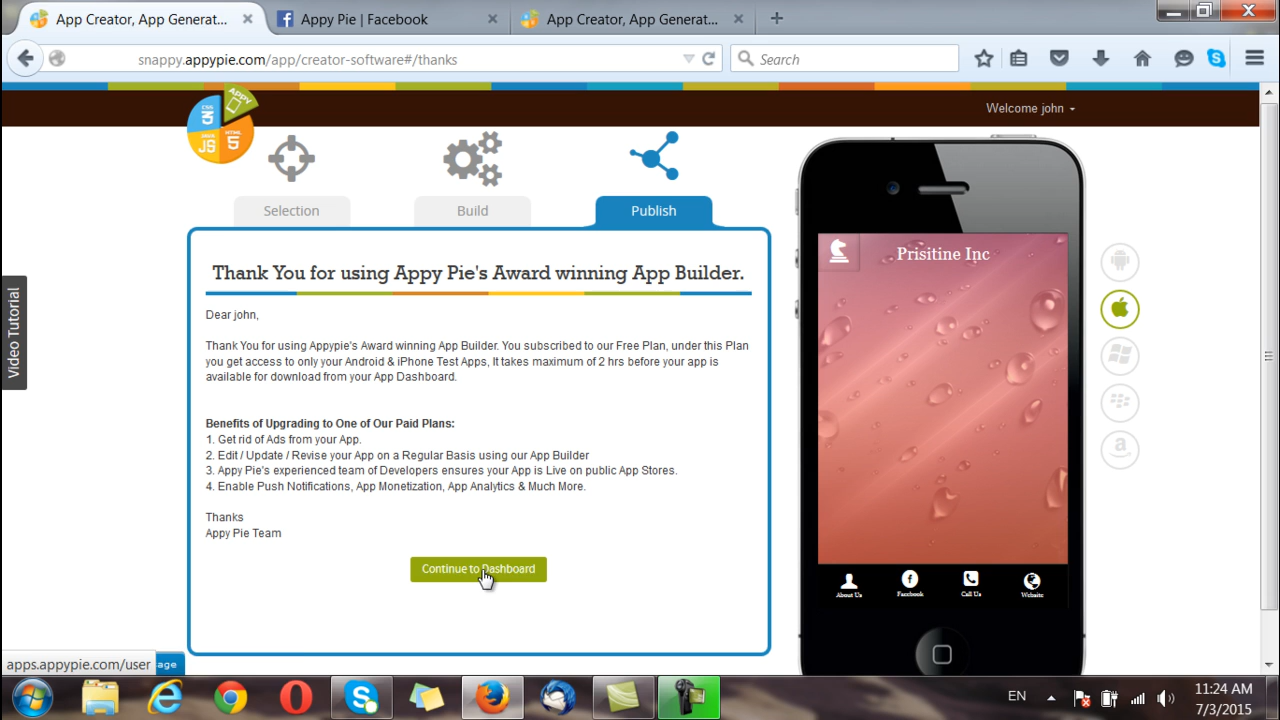 App Creator, App Generat...
Appy Pie | Facebook
App Creator, App Generat...
snappy.appypie.com/app/creator-software#/thanks
Search
Welcome john
CSS
3
APPY
JAVA
JS
HTML
5
Selection
Build
Publish
Video Tutorial
Thank You for using Appy Pie's Award winning App Builder.
Dear john,
Thank You for using Appypie's Award winning App Builder. You subscribed to our Free Plan, under this Plan
you get access to only your Android & iPhone Test Apps, It takes maximum of 2 hrs before your app is
available for download from your App Dashboard.
Benefits of Upgrading to One of Our Paid Plans:
1. Get rid of Ads from your App.
2. Edit / Update / Revise your App on a Regular Basis using our App Builder
3. Appy Pie's experienced team of Developers ensures your App is Live on public App Stores.
4. Enable Push Notifications, App Monetization, App Analytics & Much More.
Thanks
Appy Pie Team
Continue to Dashboard
Prisitine Inc
About Us
Facebook
Call Us
Website
apps.appypie.com/user
age
EN
11:24 AM
7/3/2015